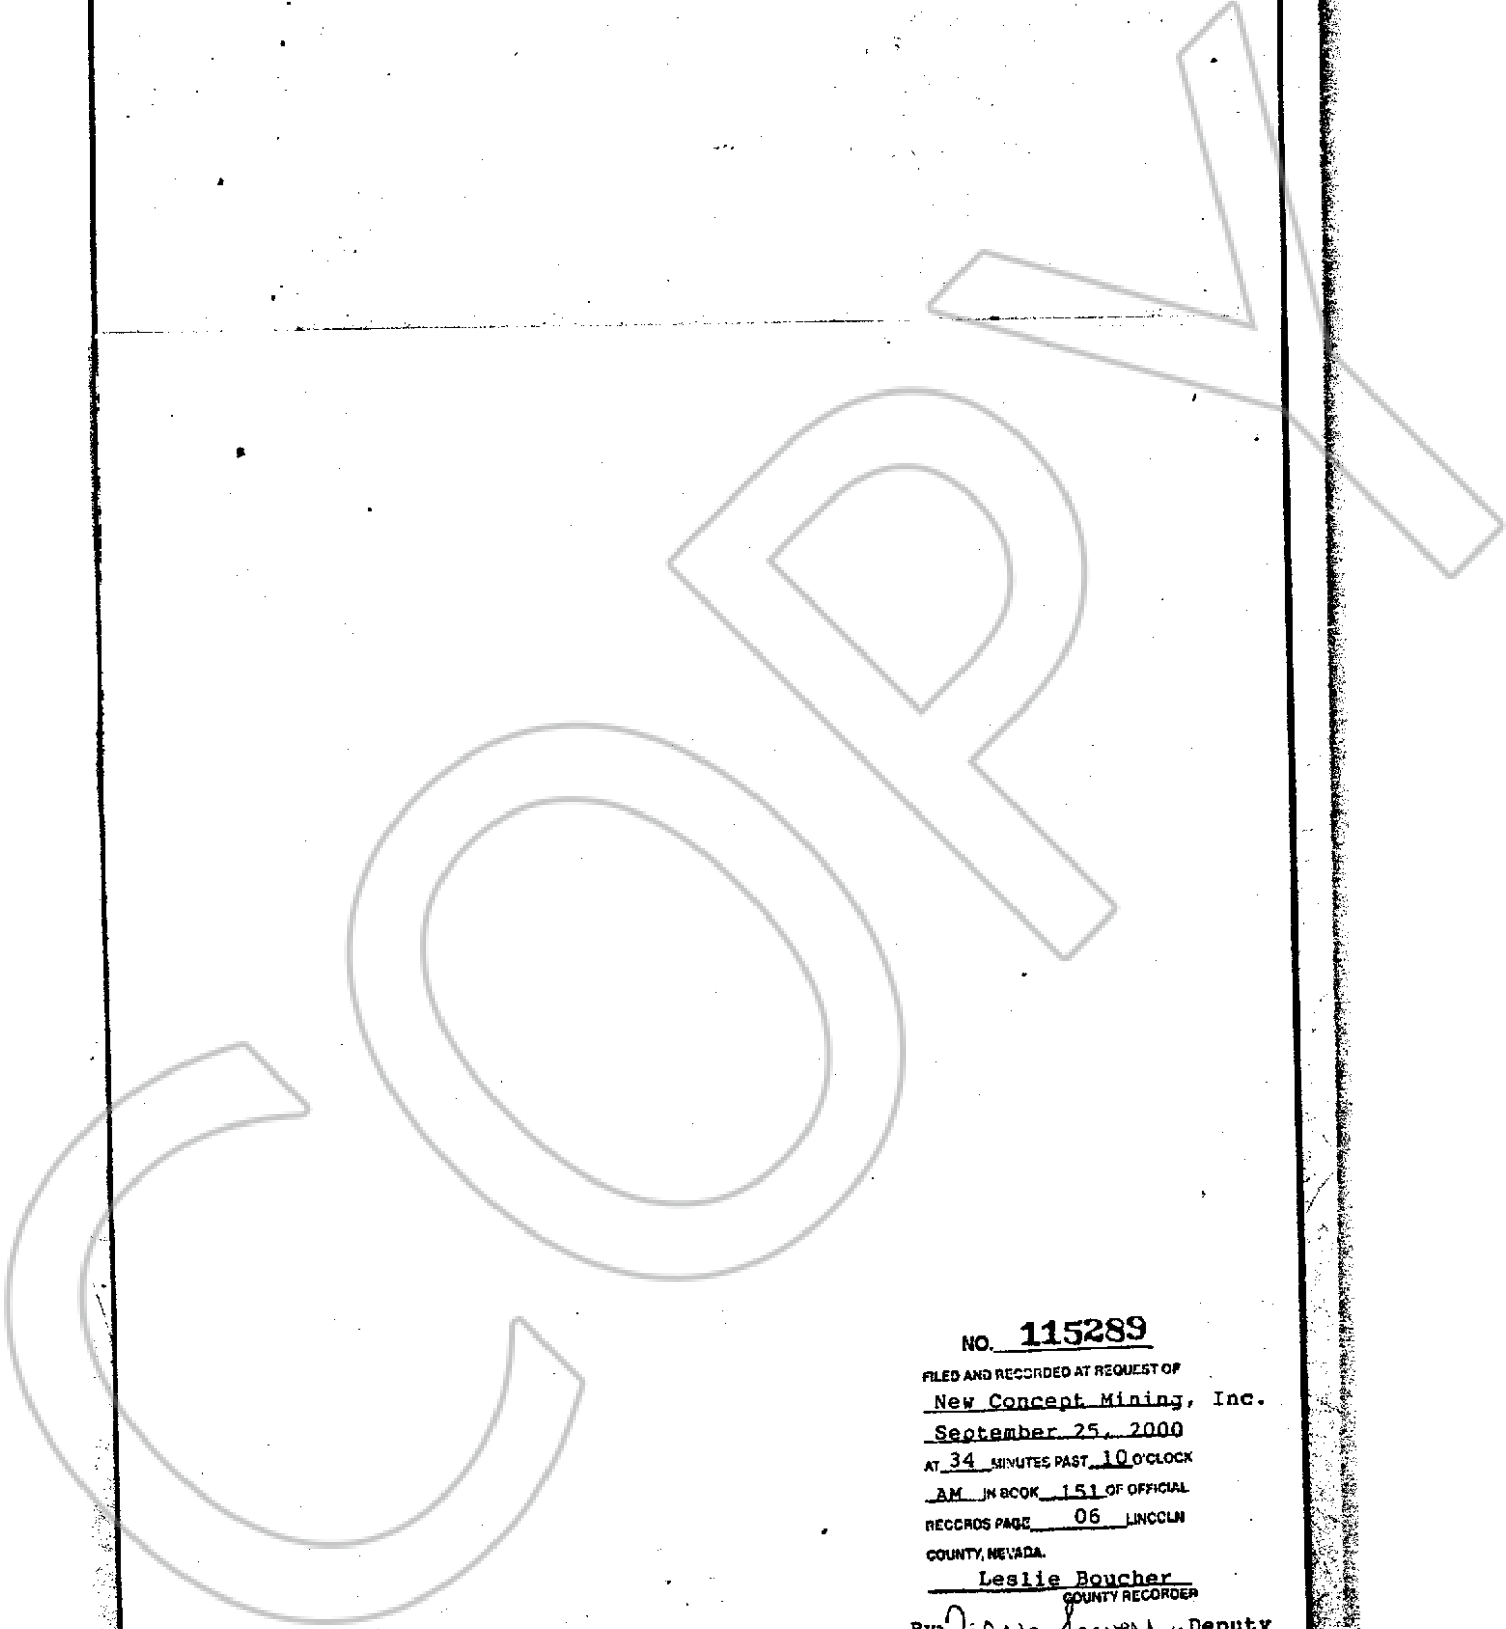 COPY
NO. 115289
FILED AND RECORDED AT REQUEST OF
New Concept Mining, Inc.
September 25, 2000
AT 34 MINUTES PAST 10 O'CLOCK
AM IN BOOK 151 OF OFFICIAL
RECORDS PAGE 06 LINCOLN
COUNTY, NEVADA.
Leslie Boucher
COUNTY RECORDER
By Deputy